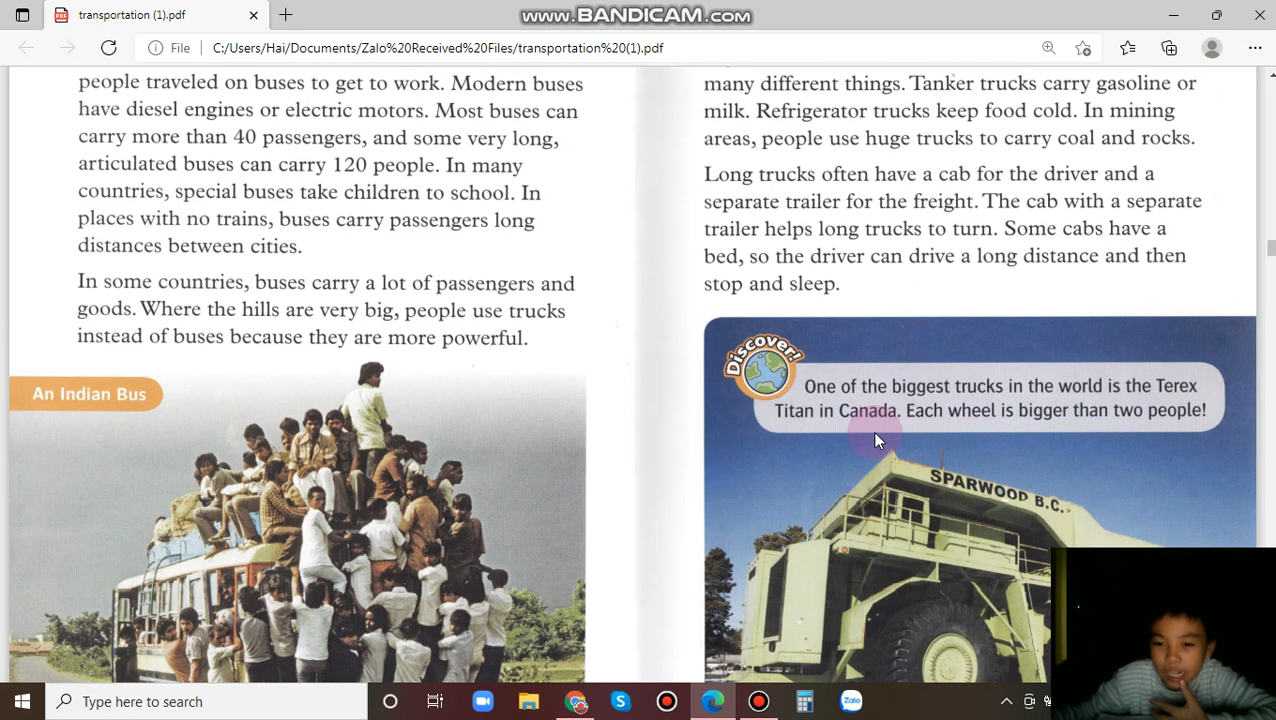 transportation (1).pdf
www.BANDICAM.com
File
C:/Users/Hai/Documents/Zalo%20Received%20Files/transportation%20(1).pdf
people traveled on buses to get to work. Modern buses
have diesel engines or electric motors. Most buses can
carry more than 40 passengers, and some very long,
articulated buses can carry 120 people. In many
countries, special buses take children to school. In
places with no trains, buses carry passengers long
distances between cities.
In some countries, buses carry a lot of passengers and
goods. Where the hills are very big, people use trucks
instead of buses because they are more powerful.
An Indian Bus
many different things. Tanker trucks carry gasoline or
milk. Refrigerator trucks keep food cold. In mining
areas, people use huge trucks to carry coal and rocks.
Long trucks often have a cab for the driver and a
separate trailer for the freight. The cab with a separate
trailer helps long trucks to turn. Some cabs have a
bed, so the driver can drive a long distance and then
stop and sleep.
Discover!
One of the biggest trucks in the world is the Terex
Titan in Canada. Each wheel is bigger than two people!
SPARWOOD B.C.
Type here to search
Zalo